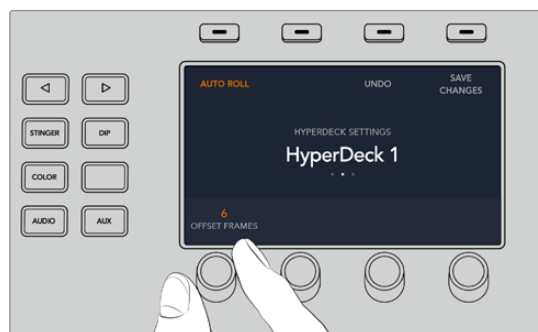 AUTO ROLL
UNDO
SAVE
CHANGES
HYPERDECK SETTINGS
HyperDeck 1
6
OFFSET FRAMES
STINGER
DIP
COLOR
AUDIO
AUX